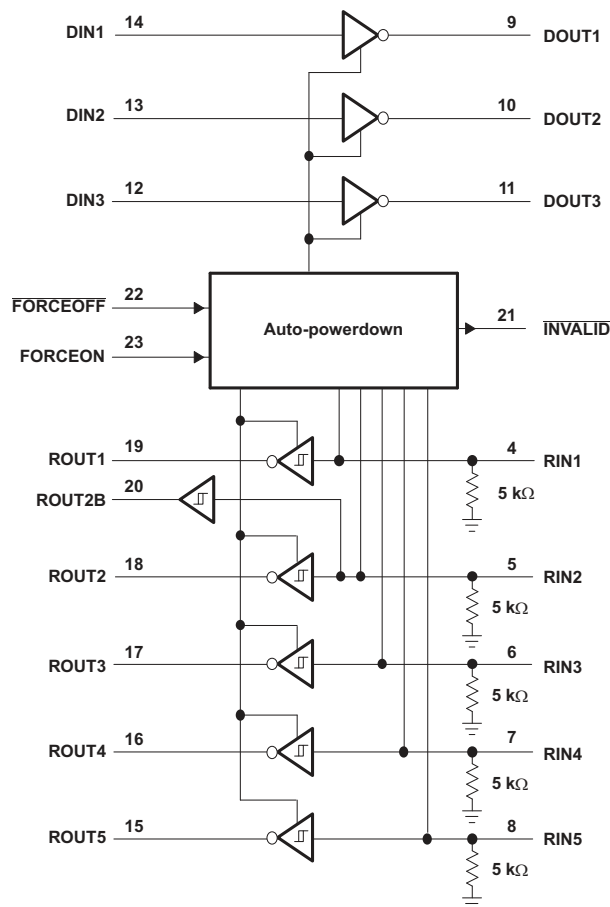 DIN1 14 9 DOUT1
DIN2 13 10 DOUT2
DIN3 12 11 DOUT3
FORCEOFF 22
Auto-powerdown
21 INVALID
FORCEON 23
ROUT1 19 4 RIN1
5 kΩ
ROUT2B 20
ROUT2 18 5 RIN2
5 kΩ
ROUT3 17 6 RIN3
5 kΩ
ROUT4 16 7 RIN4
5 kΩ
ROUT5 15 8 RIN5
5 kΩ